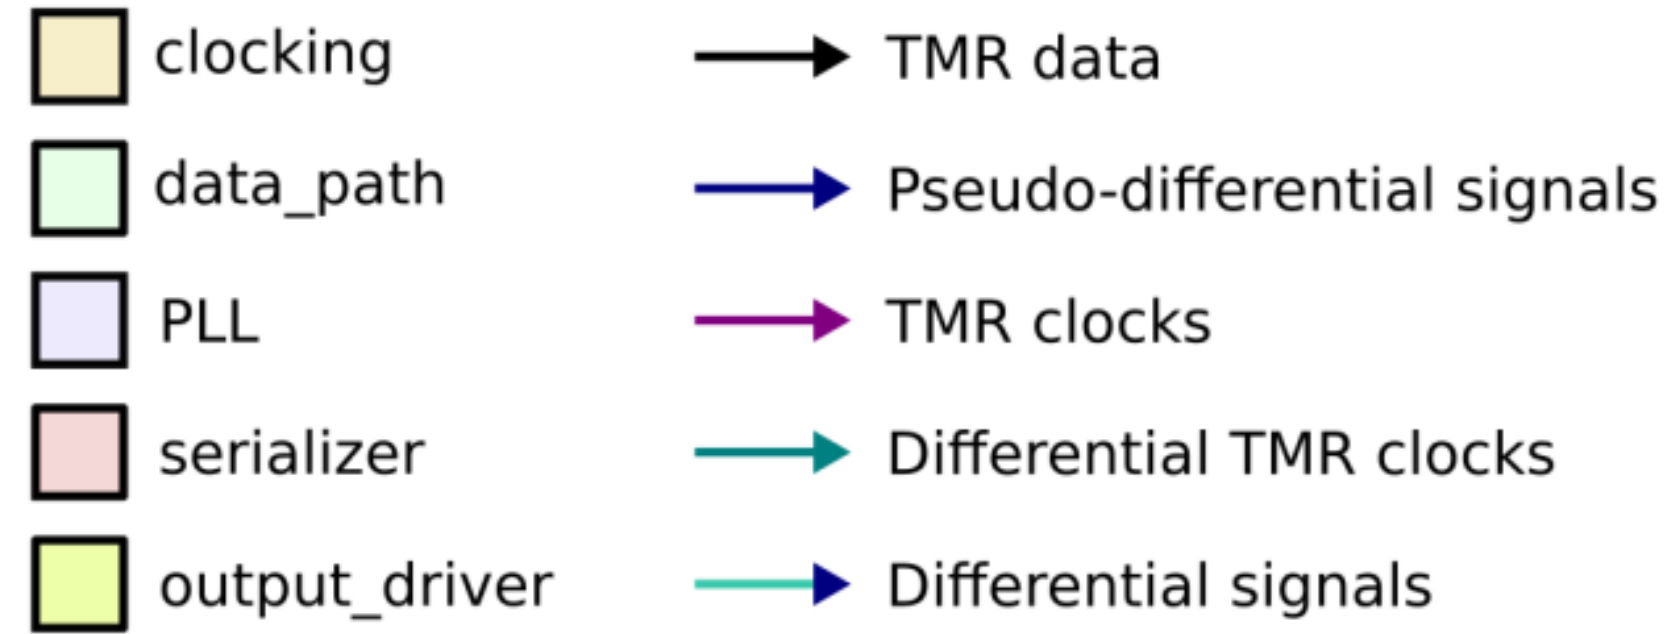 clocking
data_path
PLL
serializer
output_driver
TMR data
Pseudo-differential signals
TMR clocks
Differential TMR clocks
Differential signals